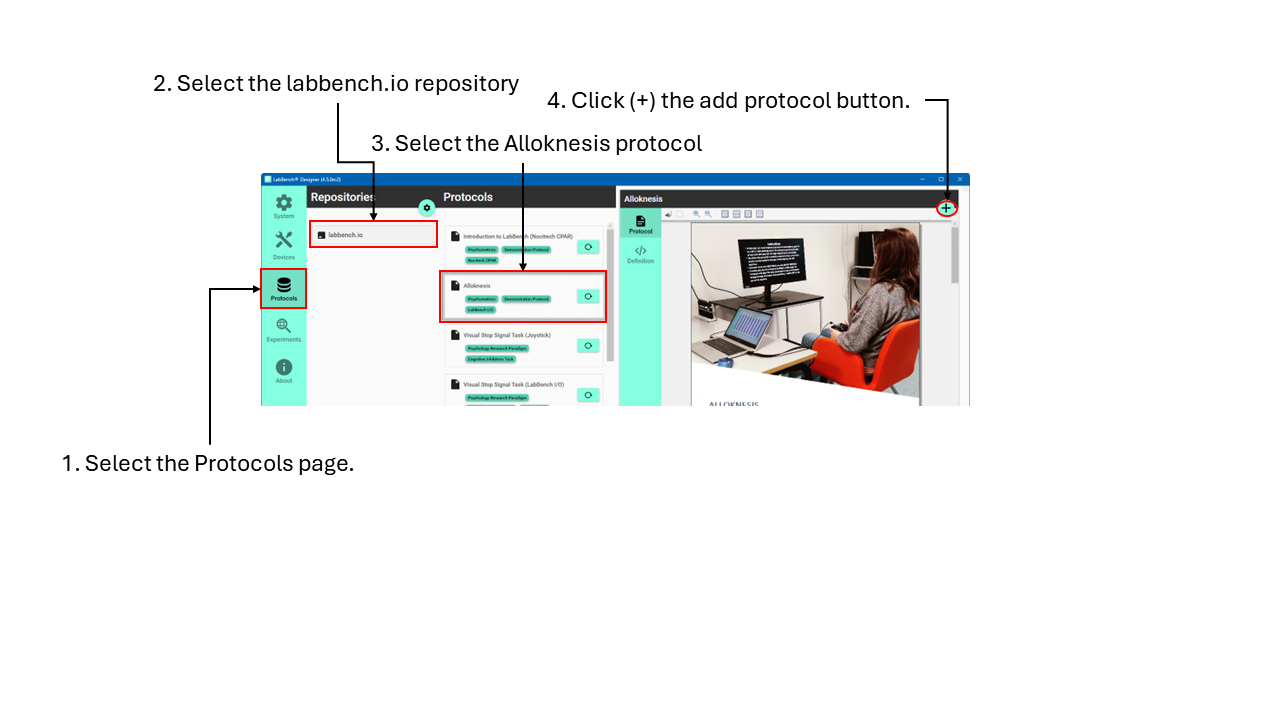 2. Select the labbench.io repository
4. Click (+) the add protocol button.
3. Select the Alloknesis protocol
LabBench® Designer (4.5.0rc2)
System
Devices
Protocols
Experiments
About
Repositories
labbench.io
Protocols
Introduction to LabBench (Nocitech CPAR)
Psychometrics
Demonstration Protocol
Nocitech CPAR
Alloknesis
Psychometrics
Demonstration Protocol
LabBench I/O
Visual Stop Signal Task (Joystick)
Psychology Research Paradigm
Cognitive Inhibition Task
Visual Stop Signal Task (LabBench I/O)
Psychology Research Paradigm
Alloknesis
Protocol
Definition
ALLOKNESIS
1. Select the Protocols page.